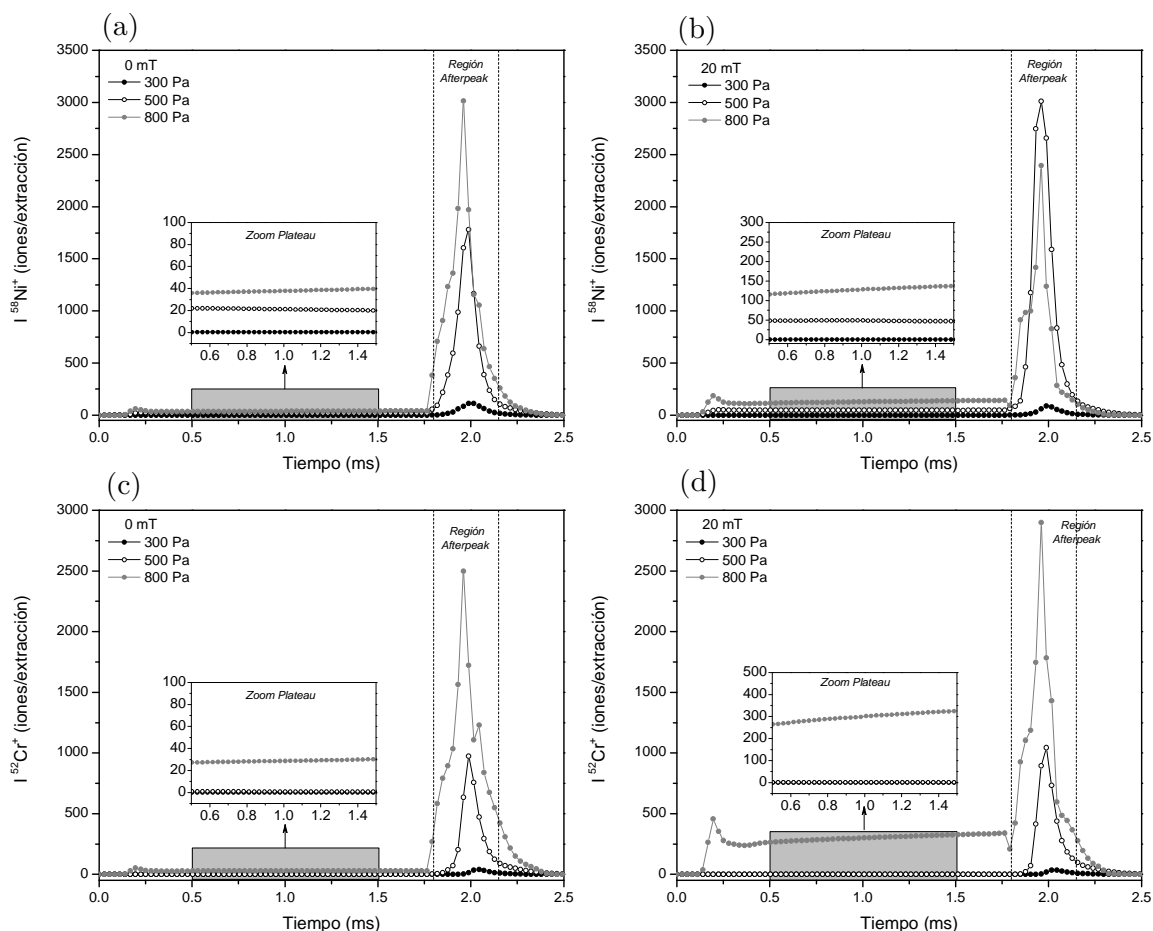 (a)
0 mT
300 Pa
500 Pa
800 Pa
Región
Afterpeak
Zoom Plateau
100
80
60
40
20
0
0.6 0.8 1.0 1.2 1.4
3500
3000
2500
2000
1500
1000
500
0
0.0 0.5 1.0 1.5 2.0 2.5
I ⁵⁸Ni⁺ (iones/extracción)
Tiempo (ms)
(b)
20 mT
300 Pa
500 Pa
800 Pa
Región
Afterpeak
Zoom Plateau
300
250
200
150
100
50
0
0.6 0.8 1.0 1.2 1.4
3500
3000
2500
2000
1500
1000
500
0
0.0 0.5 1.0 1.5 2.0 2.5
I ⁵⁸Ni⁺ (iones/extracción)
Tiempo (ms)
(c)
0 mT
300 Pa
500 Pa
800 Pa
Región
Afterpeak
Zoom Plateau
100
80
60
40
20
0
0.6 0.8 1.0 1.2 1.4
3000
2500
2000
1500
1000
500
0
0.0 0.5 1.0 1.5 2.0 2.5
I ⁵²Cr⁺ (iones/extracción)
Tiempo (ms)
(d)
20 mT
300 Pa
500 Pa
800 Pa
Región
Afterpeak
Zoom Plateau
500
400
300
200
100
0
0.6 0.8 1.0 1.2 1.4
3000
2500
2000
1500
1000
500
0
0.0 0.5 1.0 1.5 2.0 2.5
I ⁵²Cr⁺ (iones/extracción)
Tiempo (ms)